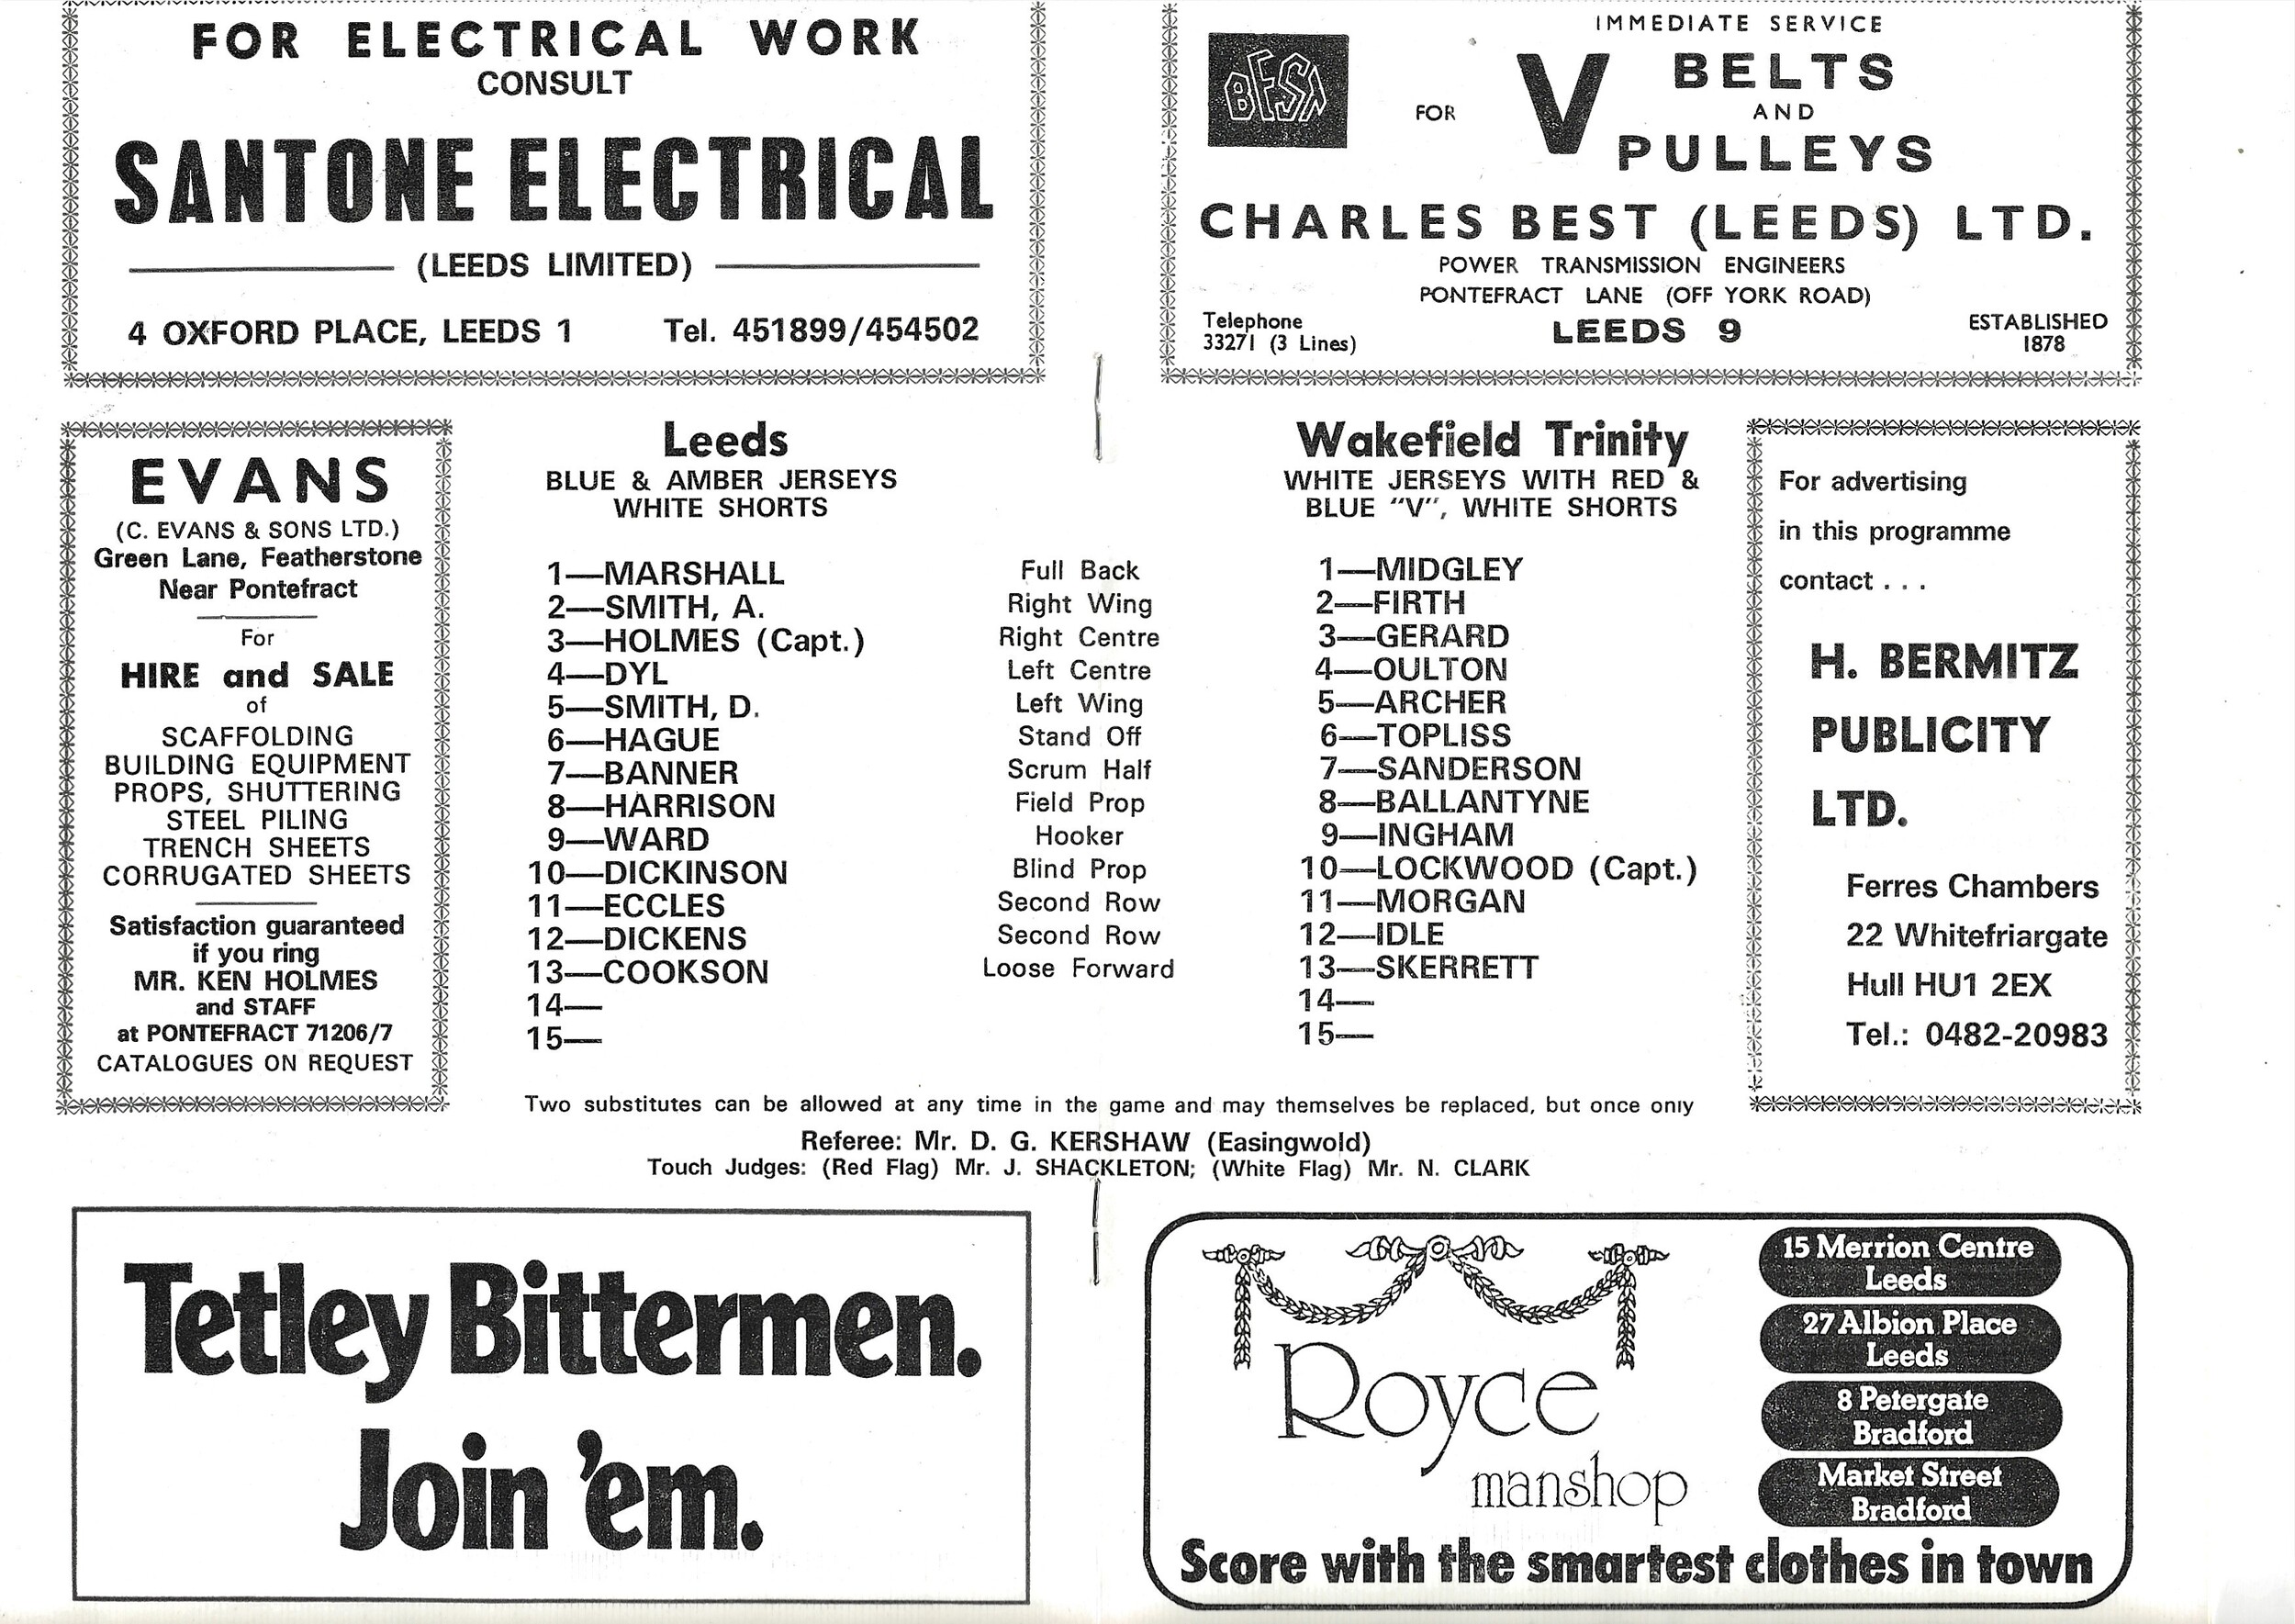 FOR ELECTRICAL WORK
CONSULT
SANTONE ELECTRICAL
(LEEDS LIMITED)
4 OXFORD PLACE, LEEDS 1 Tel. 451899/454502
IMMEDIATE SERVICE
BEST
FOR V BELTS
AND
PULLEYS
CHARLES BEST (LEEDS) LTD.
POWER TRANSMISSION ENGINEERS
PONTEFRACT LANE (OFF YORK ROAD)
Telephone
33271 (3 Lines)
LEEDS 9
ESTABLISHED
1878
EVANS
(C. EVANS & SONS LTD.)
Green Lane, Featherstone
Near Pontefract
For
HIRE and SALE
of
SCAFFOLDING
BUILDING EQUIPMENT
PROPS, SHUTTERING
STEEL PILING
TRENCH SHEETS
CORRUGATED SHEETS
Satisfaction guaranteed
if you ring
MR. KEN HOLMES
and STAFF
at PONTEFRACT 71206/7
CATALOGUES ON REQUEST
Leeds
BLUE & AMBER JERSEYS
WHITE SHORTS
Wakefield Trinity
WHITE JERSEYS WITH RED &
BLUE "V", WHITE SHORTS
1—MARSHALL Full Back 1—MIDGLEY
2—SMITH, A. Right Wing 2—FIRTH
3—HOLMES (Capt.) Right Centre 3—GERARD
4—DYL Left Centre 4—OULTON
5—SMITH, D. Left Wing 5—ARCHER
6—HAGUE Stand Off 6—TOPLISS
7—BANNER Scrum Half 7—SANDERSON
8—HARRISON Field Prop 8—BALLANTYNE
9—WARD Hooker 9—INGHAM
10—DICKINSON Blind Prop 10—LOCKWOOD (Capt.)
11—ECCLES Second Row 11—MORGAN
12—DICKENS Second Row 12—IDLE
13—COOKSON Loose Forward 13—SKERRETT
14— 14—
15— 15—
Two substitutes can be allowed at any time in the game and may themselves be replaced, but once only
Referee: Mr. D. G. KERSHAW (Easingwold)
Touch Judges: (Red Flag) Mr. J. SHACKLETON; (White Flag) Mr. N. CLARK
For advertising
in this programme
contact . . .
H. BERMITZ
PUBLICITY
LTD.
Ferres Chambers
22 Whitefriargate
Hull HU1 2EX
Tel.: 0482-20983
Tetley Bittermen.
Join 'em.
Royce
manshop
15 Merrion Centre
Leeds
27 Albion Place
Leeds
8 Petergate
Bradford
Market Street
Bradford
Score with the smartest clothes in town